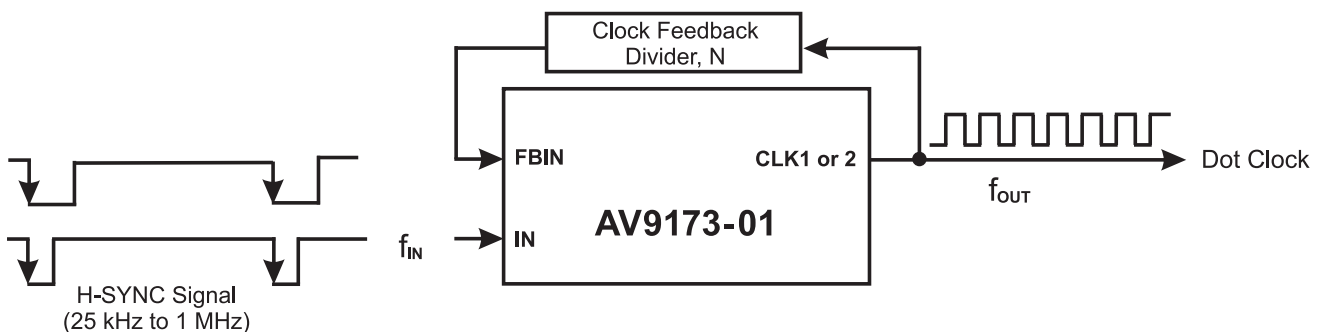 Clock Feedback
Divider, N
FBIN
CLK1 or 2
Dot Clock
fOUT
AV9173-01
fIN
IN
H-SYNC Signal
(25 kHz to 1 MHz)